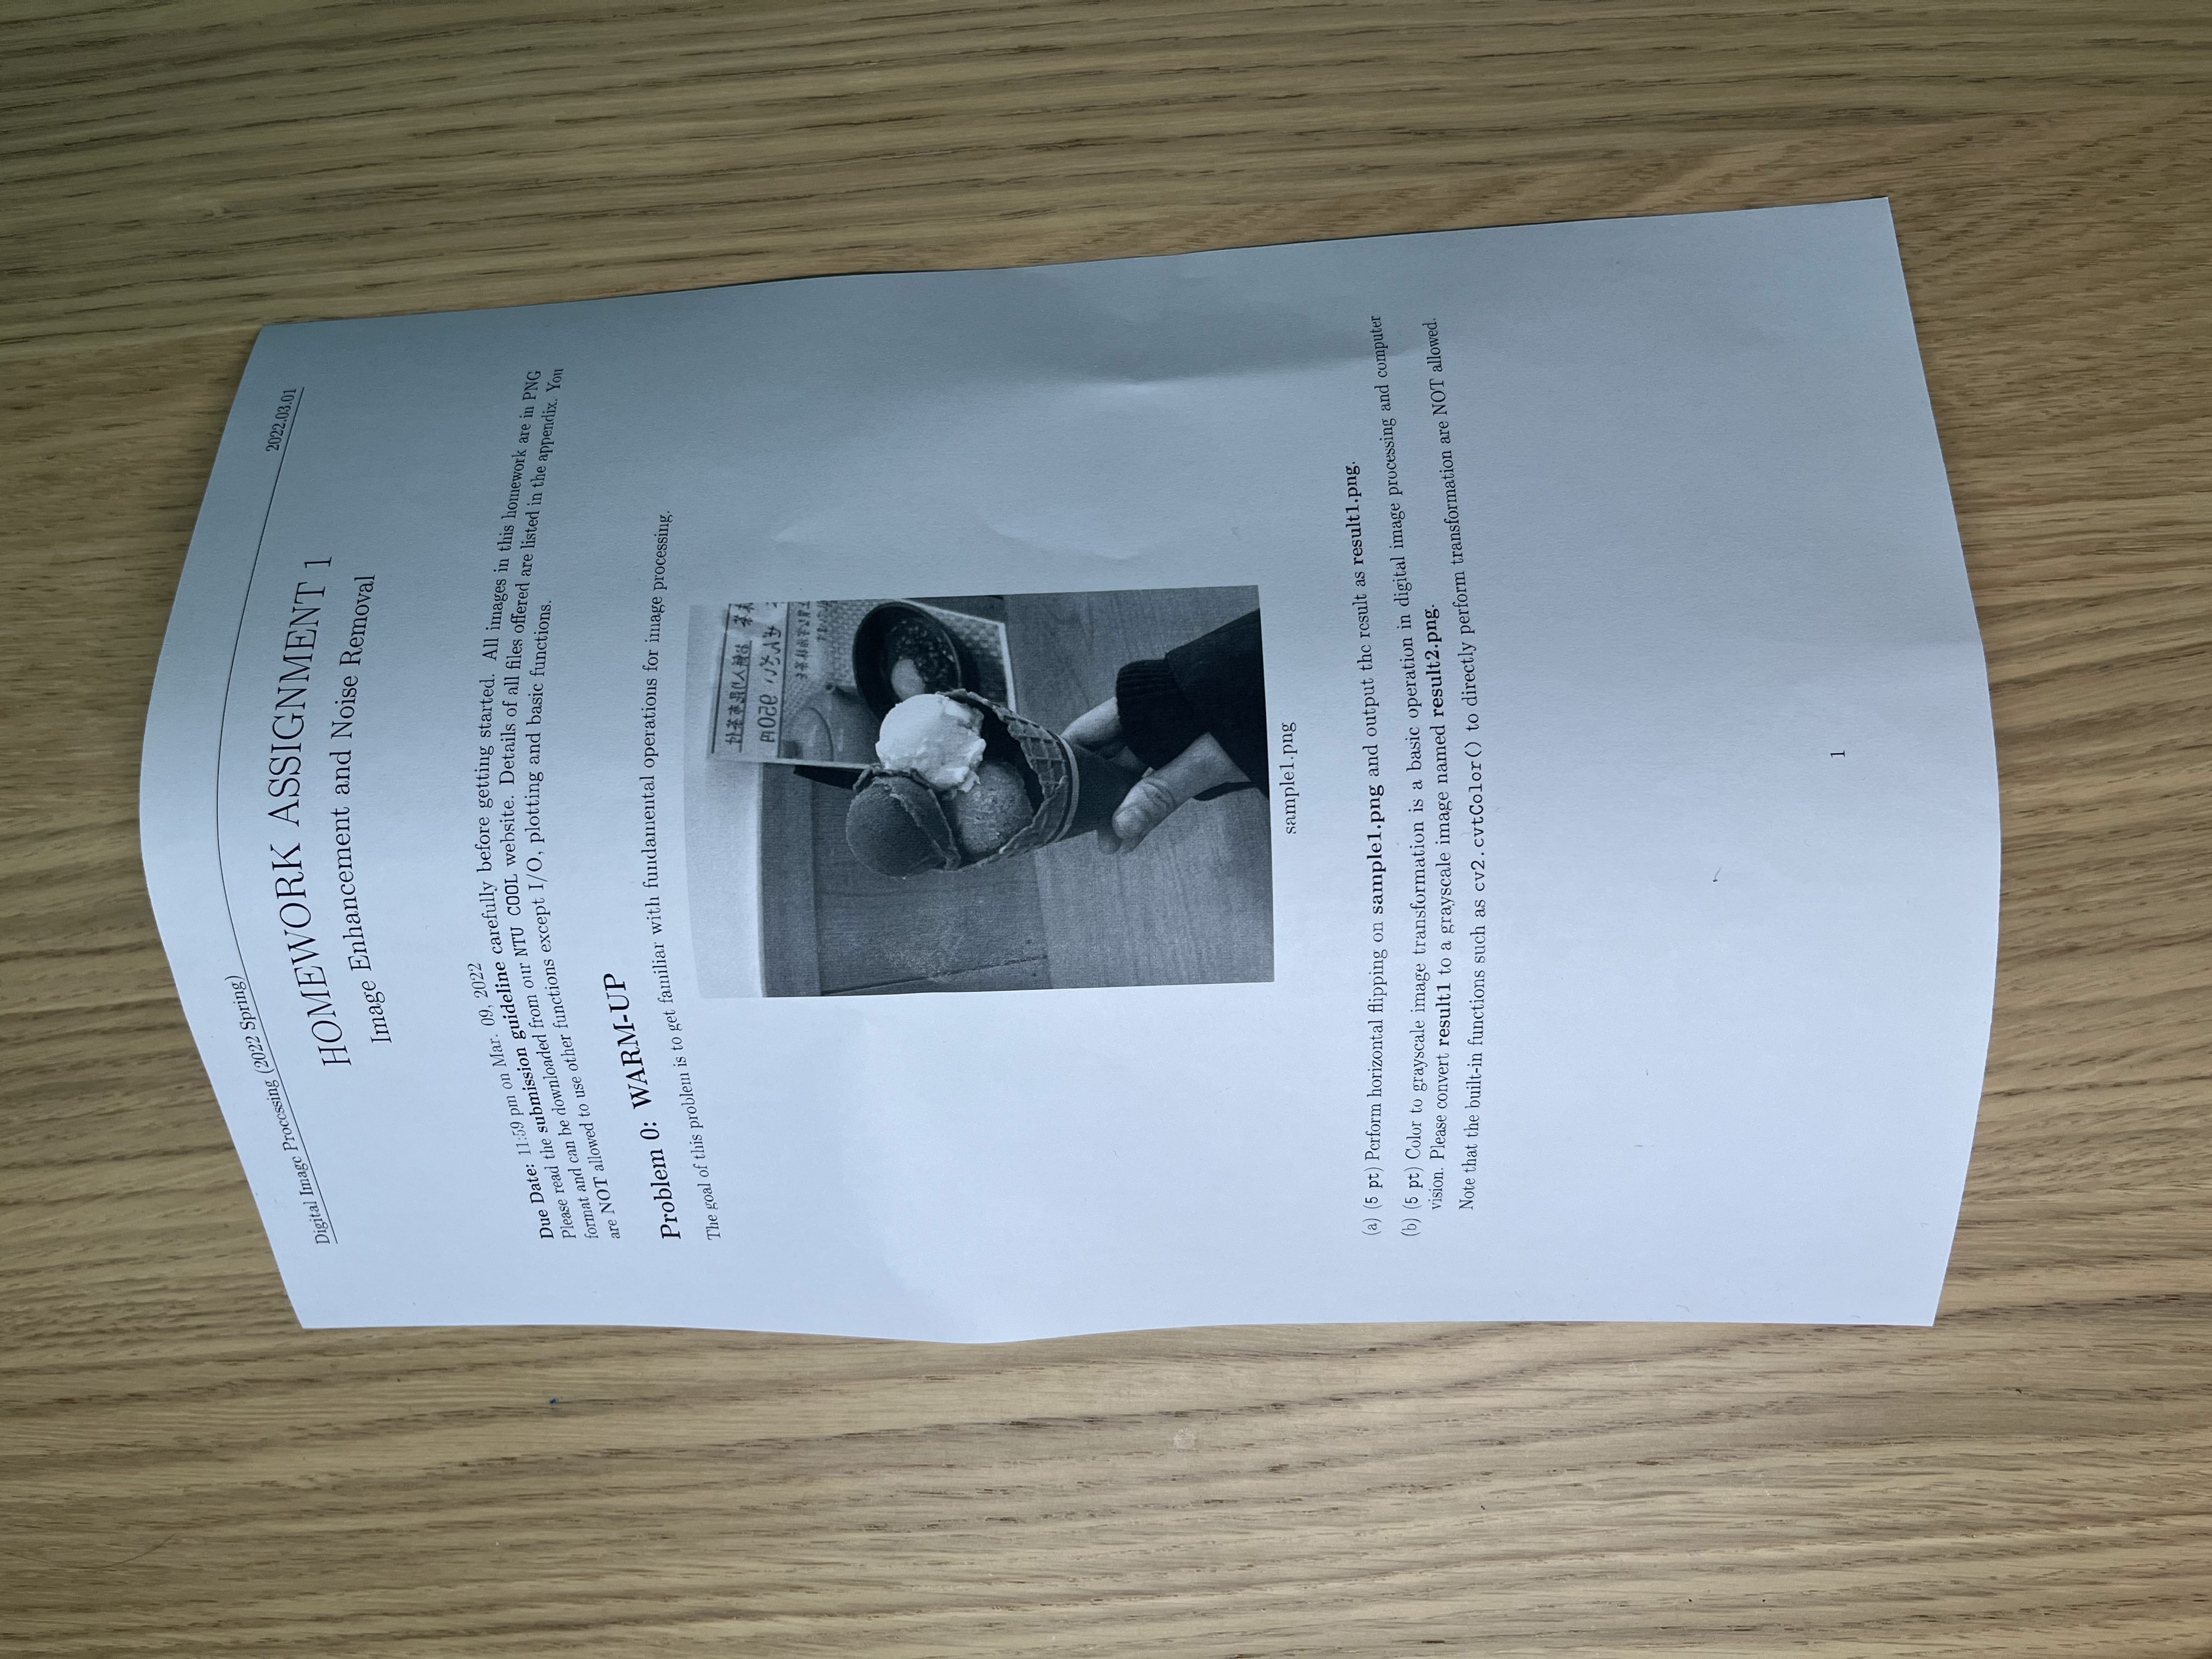 Digital Image Processing (2022 Spring) 2022.03.01
HOMEWORK ASSIGNMENT 1
Image Enhancement and Noise Removal
Due Date: 11:59 pm on Mar. 09, 2022
Please read the submission guideline carefully before getting started. All images in this homework are in PNG
format and can be downloaded from our NTU COOL website. Details of all files offered are listed in the appendix. You
are NOT allowed to use other functions except I/O, plotting and basic functions.
Problem 0: WARM-UP
The goal of this problem is to get familiar with fundamental operations for image processing.
ぜんざい 950円
sample1.png
(a) (5 pt) Perform horizontal flipping on sample1.png and output the result as result1.png.
(b) (5 pt) Color to grayscale image transformation is a basic operation in digital image processing and computer
vision. Please convert result1 to a grayscale image named result2.png.
Note that the built-in functions such as cv2.cvtColor() to directly perform transformation are NOT allowed.
1